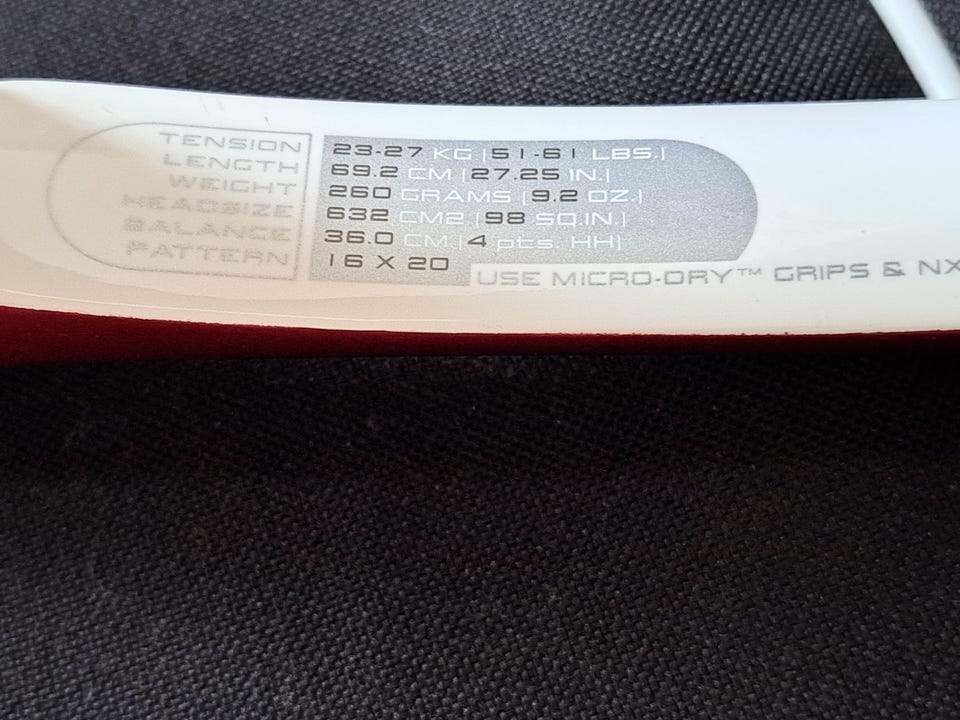 TENSION 23-27 KG [51-61 LBS.]
LENGTH 69.2 CM [27.25 IN.]
WEIGHT 260 GRAMS [9.2 OZ.]
HEADSIZE 632 CM2 [98 SQ.IN.]
BALANCE 36.0 CM [4 pts. HH]
PATTERN 16 X 20
USE MICRO-DRY™ GRIPS & NX